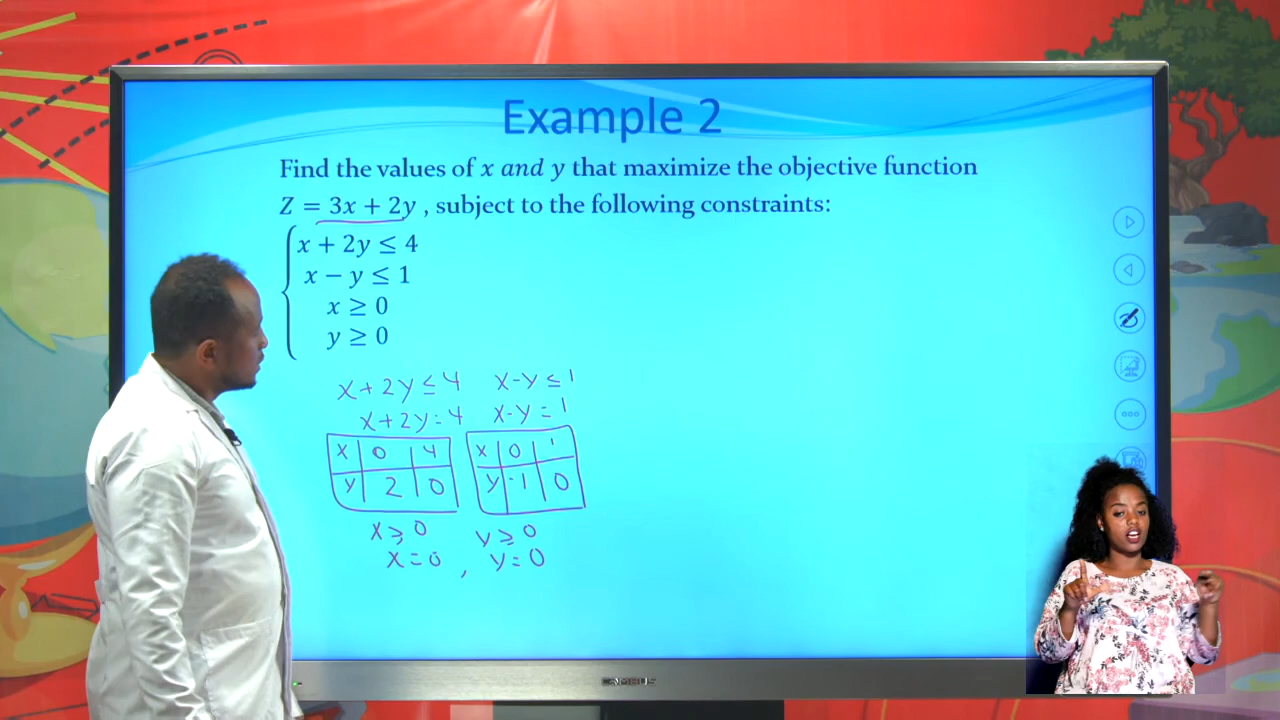 Example 2
Find the values of x and y that maximize the objective function
Z = 3x + 2y , subject to the following constraints:
x + 2y ≤ 4
x − y ≤ 1
x ≥ 0
y ≥ 0
x+2y≤4 x-y≤1
x+2y=4 x-y=1
x 0 4 x 0 1
y 2 0 y -1 0
x≥0 y≥0
x=0 , y=0